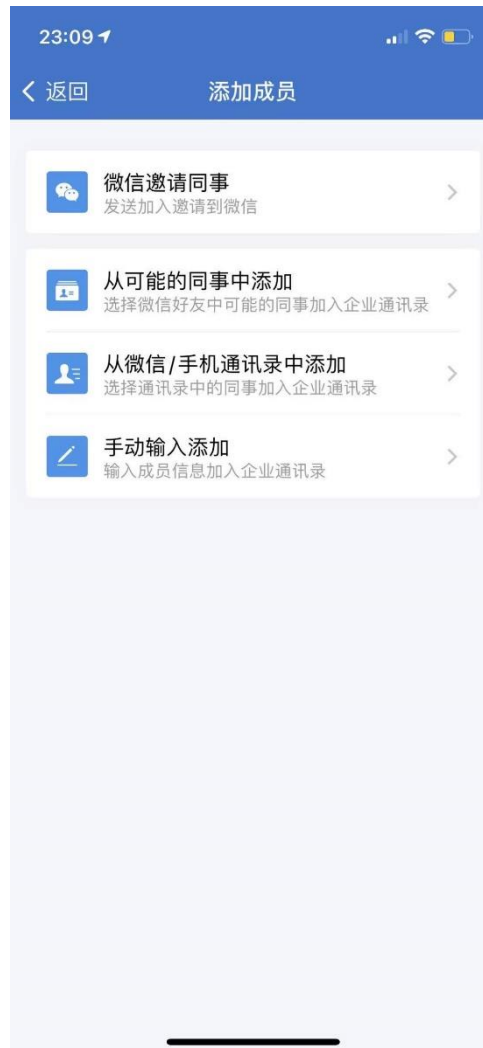 23:09
返回
添加成员
微信邀请同事
发送加入邀请到微信
从可能的同事中添加
选择微信好友中可能的同事加入企业通讯录
从微信/手机通讯录中添加
选择通讯录中的同事加入企业通讯录
手动输入添加
输入成员信息加入企业通讯录